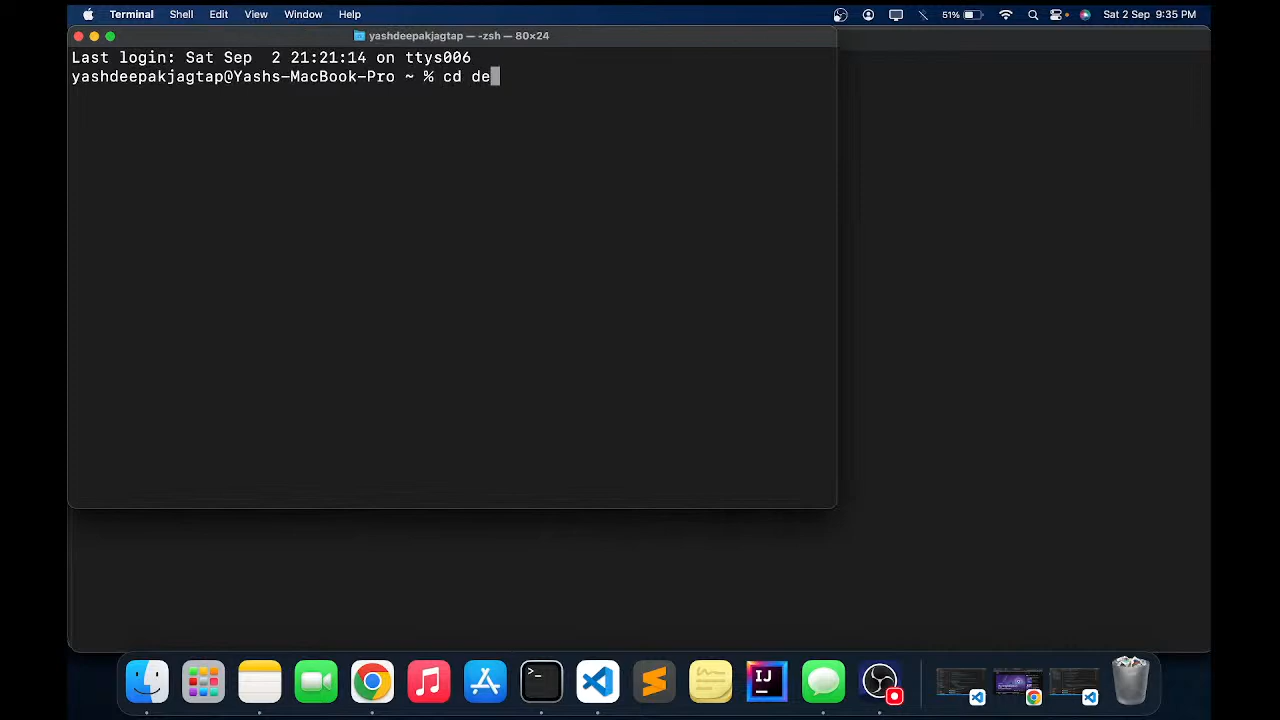 Terminal Shell Edit View Window Help 51% Sat 2 Sep 9:35 PM
yashdeepakjagtap — -zsh — 80×24
Last login: Sat Sep  2 21:21:14 on ttys006
yashdeepakjagtap@Yashs-MacBook-Pro ~ % cd de
>_ IJ